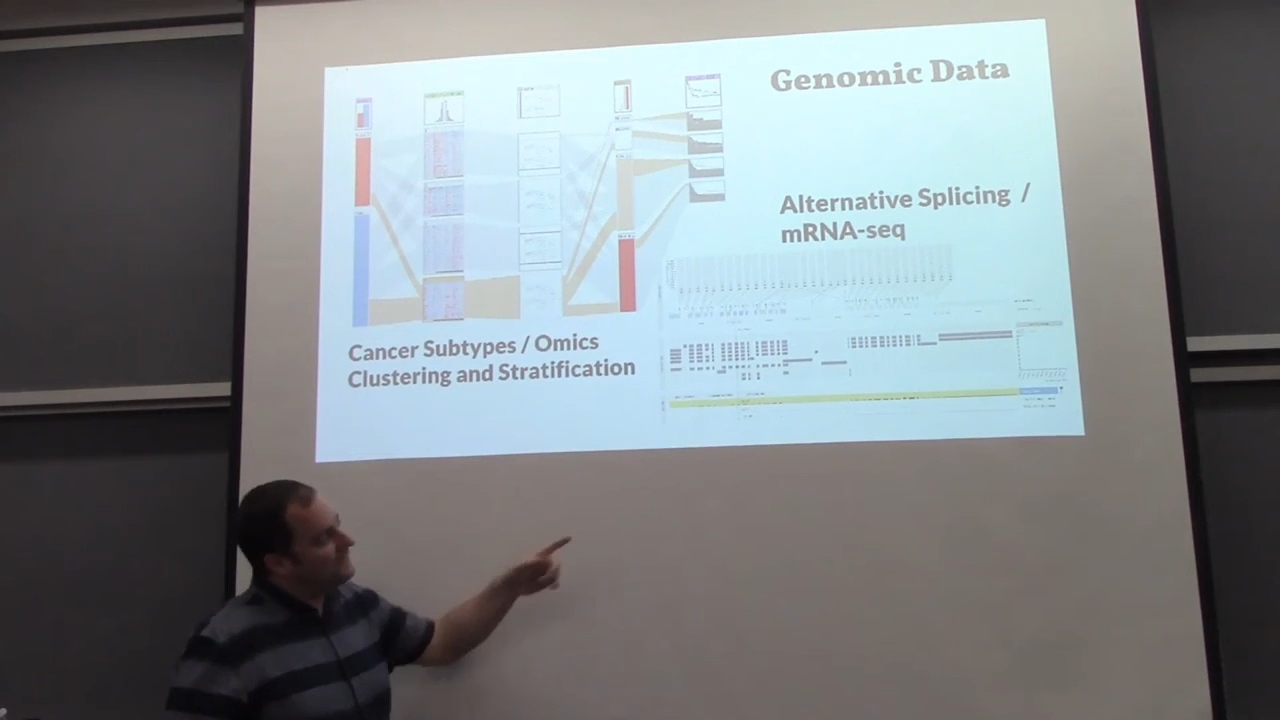 Genomic Data
Alternative Splicing /
mRNA-seq
Cancer Subtypes / Omics
Clustering and Stratification